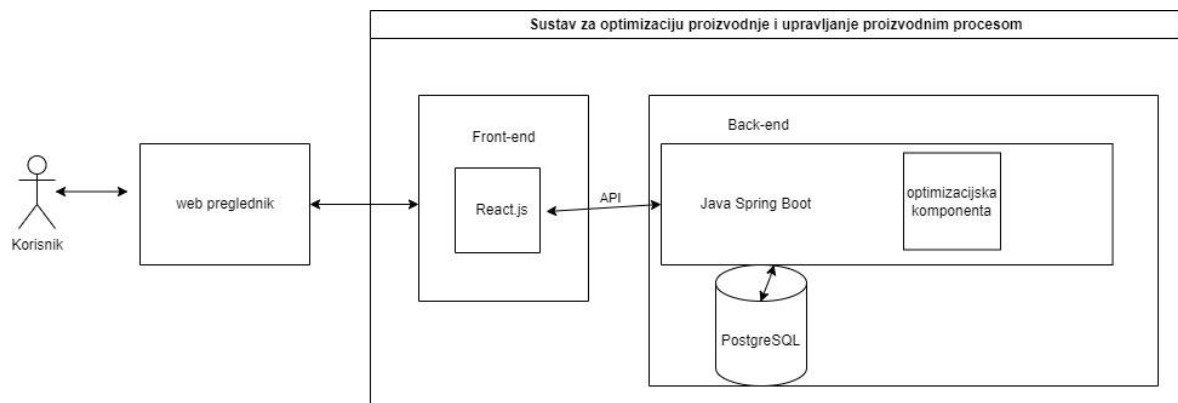 Sustav za optimizaciju proizvodnje i upravljanje proizvodnim procesom
Front-end
Back-end
Korisnik
web preglednik
React.js
API
Java Spring Boot
optimizacijska
komponenta
PostgreSQL